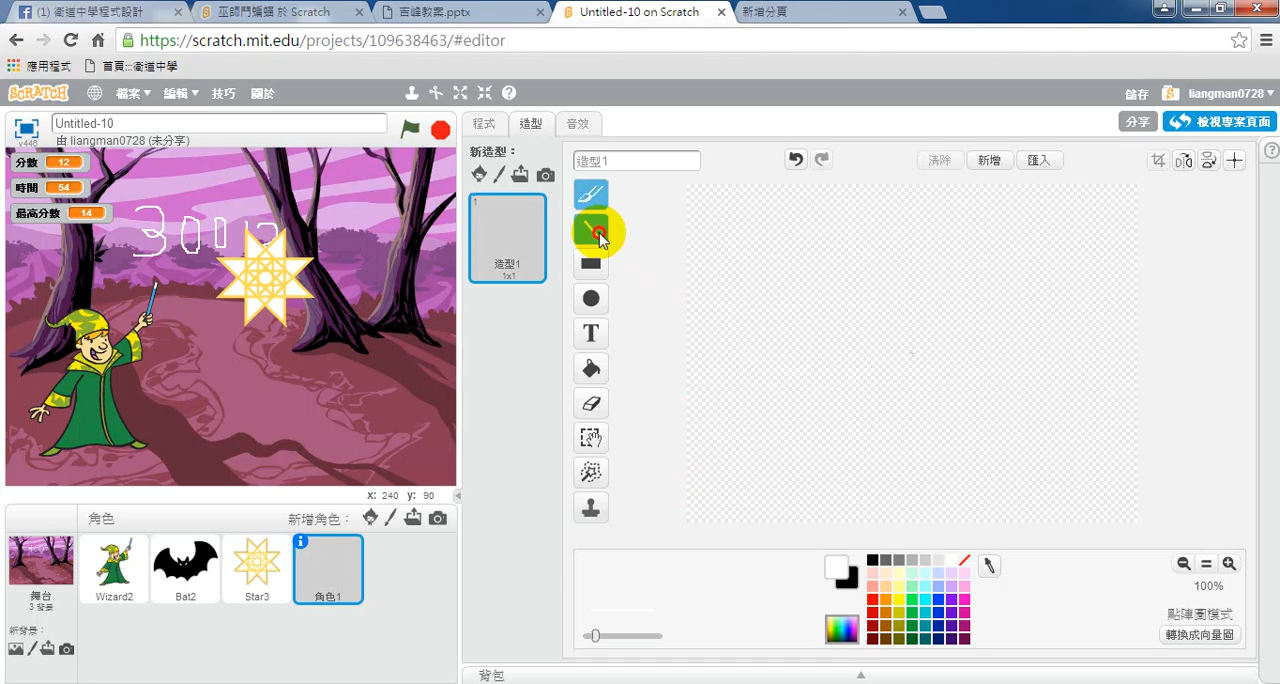 (1) 衛道中學程式設計
巫師鬥蝙蝠 於 Scratch
吉峰教案.pptx
Untitled-10 on Scratch
新增分頁
https://scratch.mit.edu/projects/109638463/#editor
應用程式
首頁:::衛道中學
SCRATCH
檔案▼
編輯▼
技巧
關於
儲存
liangman0728▼
Untitled-10
由 liangman0728 (未分享)
v446
程式
造型
音效
分享
檢視專案頁面
分數 12
時間 54
最高分數 14
新造型：
造型1
清除
新增
匯入
1
造型1
1x1
T
x: 240 y: 90
角色
新增角色：
舞台
3 背景
新背景：
Wizard2
Bat2
Star3
角色1
100%
點陣圖模式
轉換成向量圖
背包